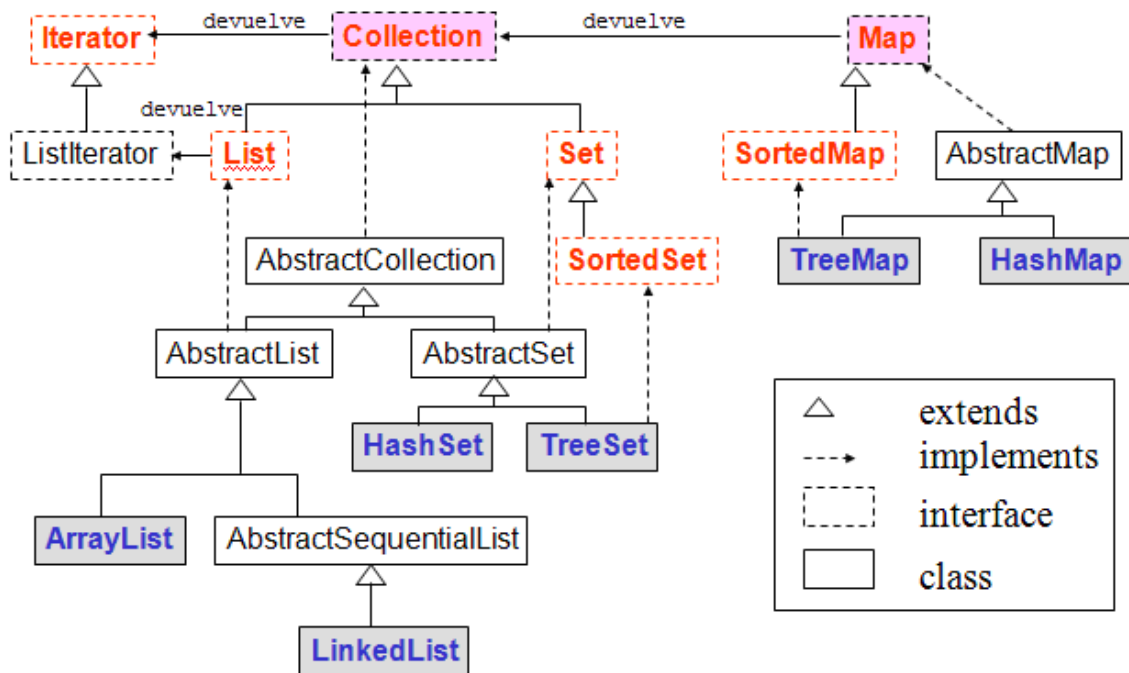 devuelve
devuelve
Iterator
Collection
Map
devuelve
ListIterator
List
Set
SortedMap
AbstractMap
AbstractCollection
SortedSet
TreeMap
HashMap
AbstractList
AbstractSet
HashSet
TreeSet
ArrayList
AbstractSequentialList
LinkedList
extends
implements
interface
class